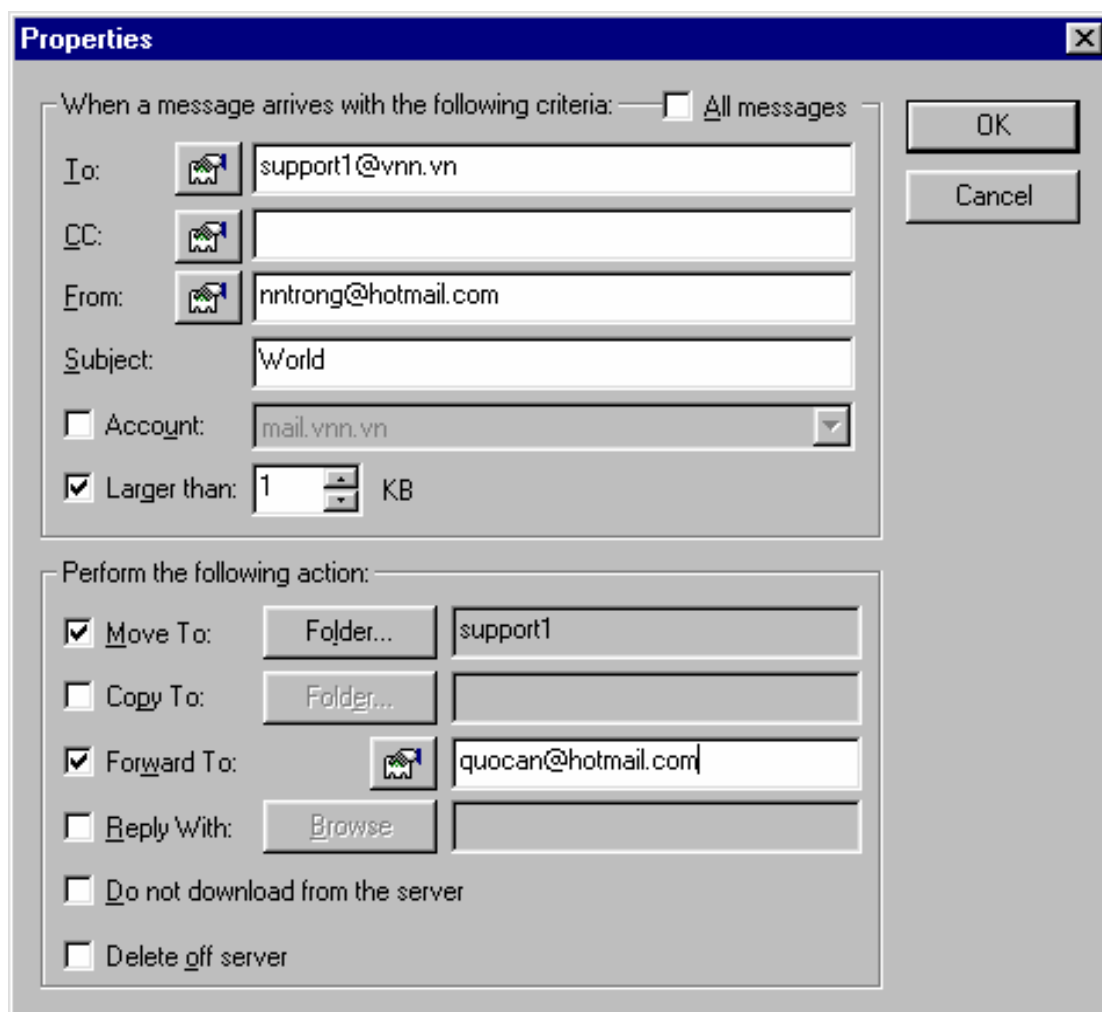 Properties
When a message arrives with the following criteria: All messages
OK
To: support1@vnn.vn
Cancel
CC:
From: nntrong@hotmail.com
Subject: World
Account: mail.vnn.vn
Larger than: 1 KB
Perform the following action:
Move To: Folder... support1
Copy To: Folder...
Forward To: quocan@hotmail.com
Reply With: Browse
Do not download from the server
Delete off server